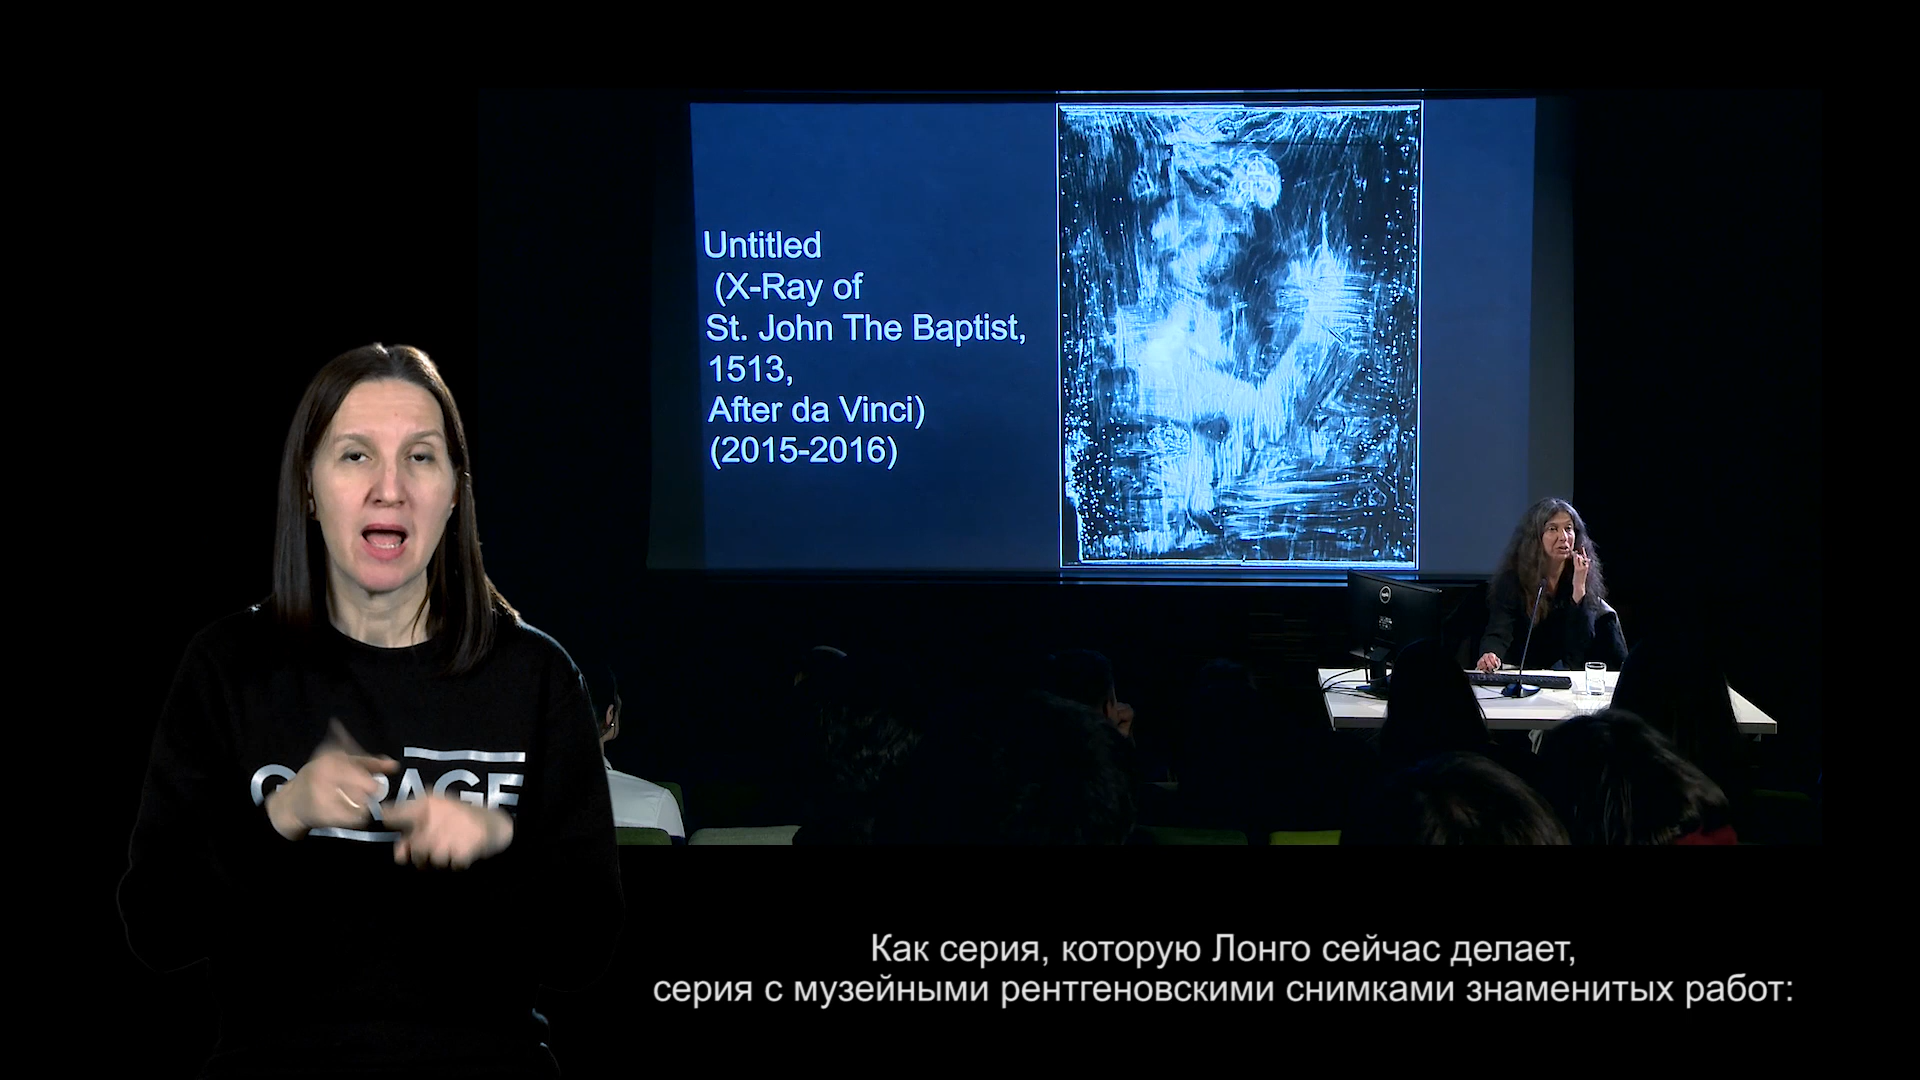 Untitled
(X-Ray of
St. John The Baptist,
1513,
After da Vinci)
(2015-2016)
GARAGE
Как серия, которую Лонго сейчас делает,
серия с музейными рентгеновскими снимками знаменитых работ: